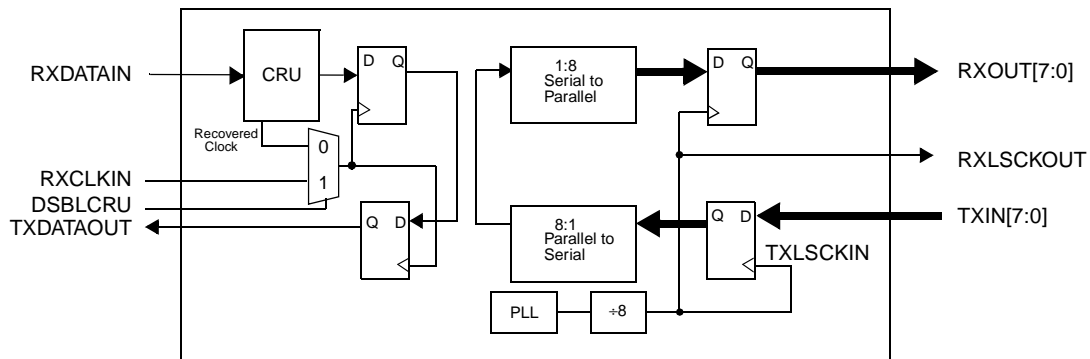 RXDATAIN
CRU
D Q
1:8
Serial to
Parallel
D Q
RXOUT[7:0]
Recovered
Clock
0
1
RXCLKIN
DSBLCRU
TXDATAOUT
RXLSCKOUT
Q D
8:1
Parallel to
Serial
Q D
TXIN[7:0]
TXLSCKIN
PLL
÷8